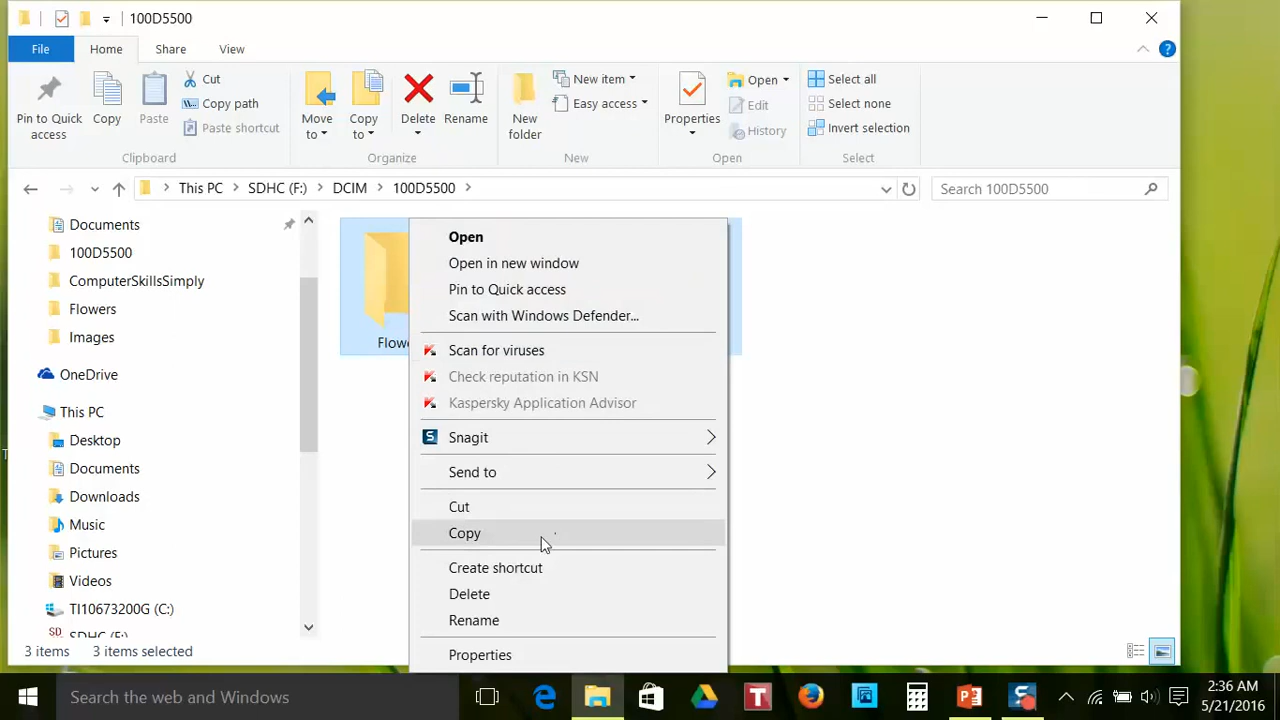 100D5500
File Home Share View
Pin to Quick access
Copy
Paste
Cut
Copy path
Paste shortcut
Clipboard
Move to
Copy to
Delete
Rename
Organize
New folder
New item
Easy access
New
Properties
Open
Edit
History
Open
Select all
Select none
Invert selection
Select
This PC SDHC (F:) DCIM 100D5500
Search 100D5500
Documents
100D5500
ComputerSkillsSimply
Flowers
Images
OneDrive
This PC
Desktop
Documents
Downloads
Music
Pictures
Videos
TI10673200G (C:)
SDHC (F:)
Flowe
Open
Open in new window
Pin to Quick access
Scan with Windows Defender...
Scan for viruses
Check reputation in KSN
Kaspersky Application Advisor
Snagit
Send to
Cut
Copy
Create shortcut
Delete
Rename
Properties
3 items 3 items selected
Search the web and Windows
2:36 AM
5/21/2016